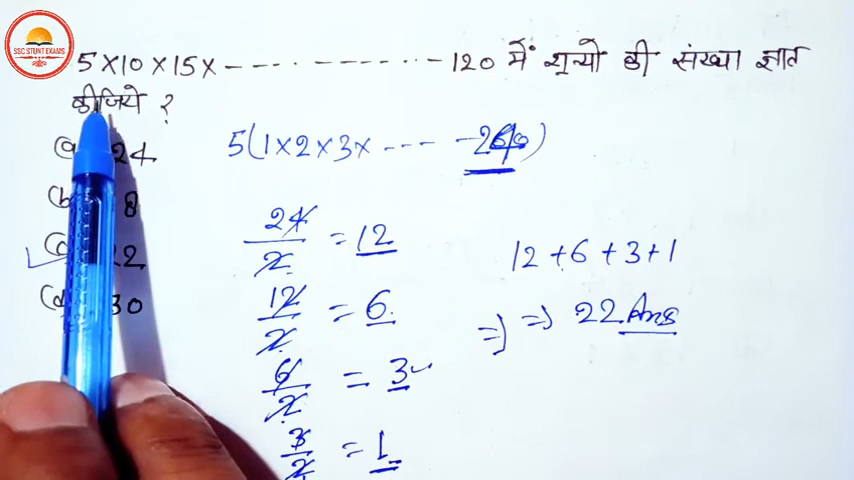 SSC STUNT EXAMS
5×10×15×------------120 में शून्यो की संख्या ज्ञात
कीजिये ?
24
(b) 8
22
30
5(1×2×3×----
24/2 = 12
12/2 = 6.
6/2 = 3
3/2 = 1
12+6+3+1
=) =) 22 Ans